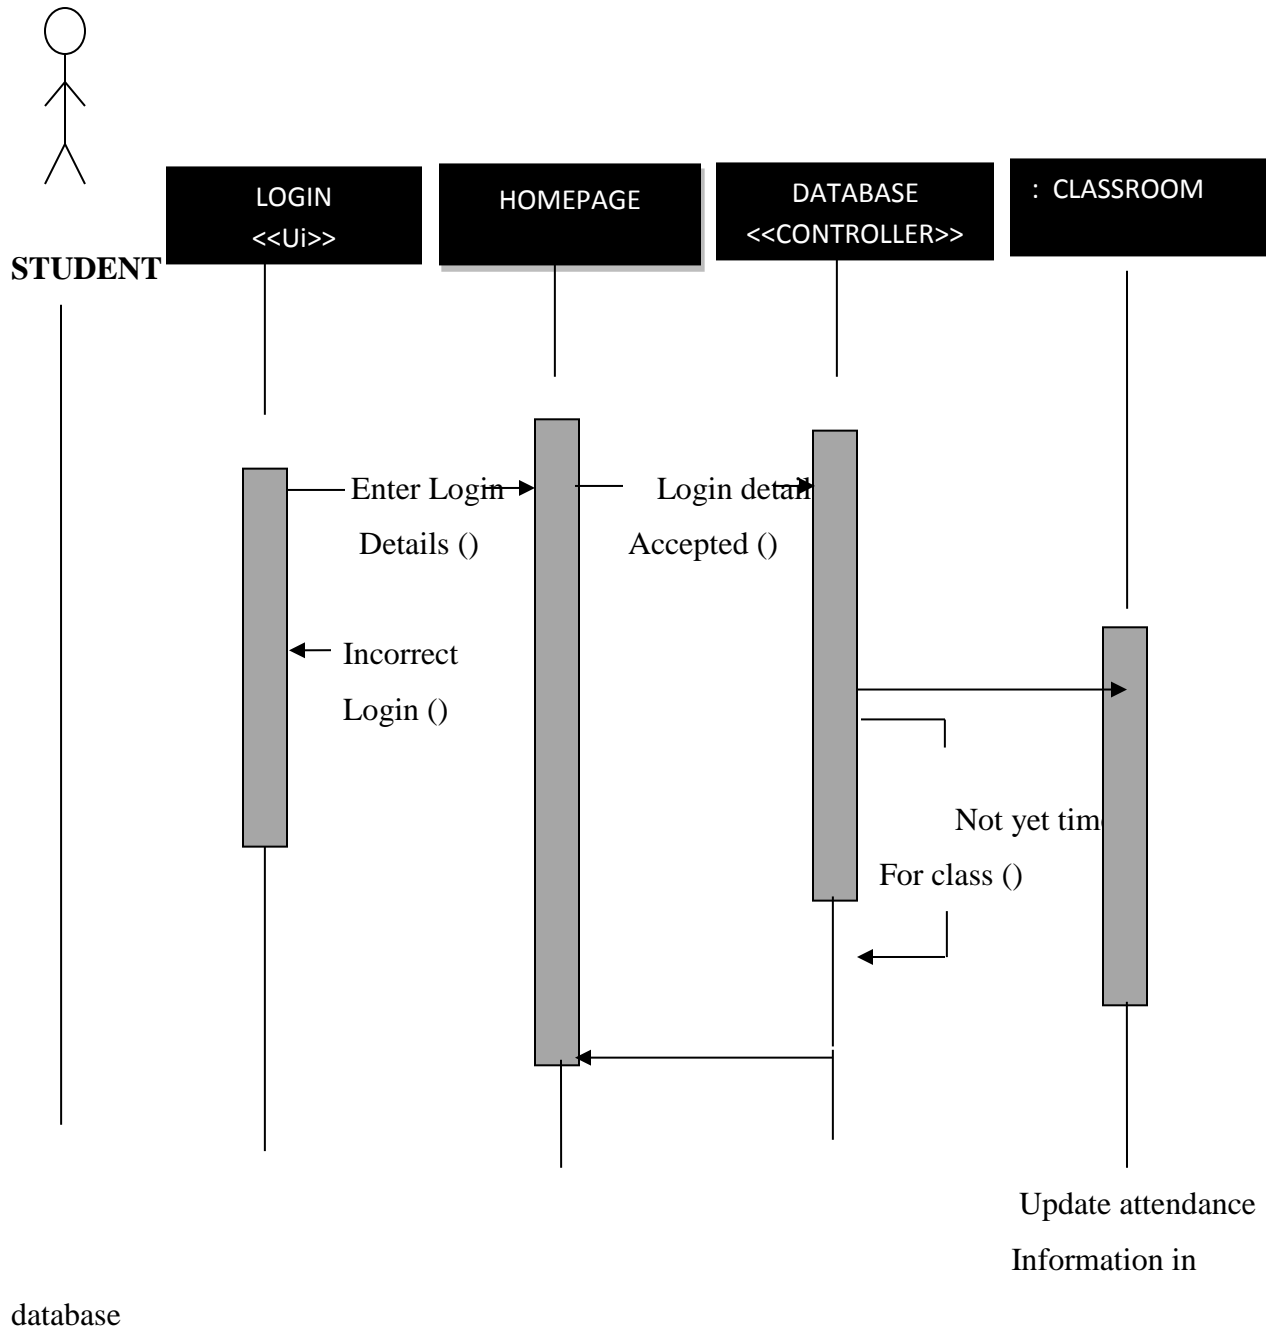 STUDENT
LOGIN
<<Ui>>
HOMEPAGE
DATABASE
<<CONTROLLER>>
: CLASSROOM
Enter Login
Details ()
Login detail
Accepted ()
Incorrect
Login ()
Not yet tim
For class ()
Update attendance
Information in
database